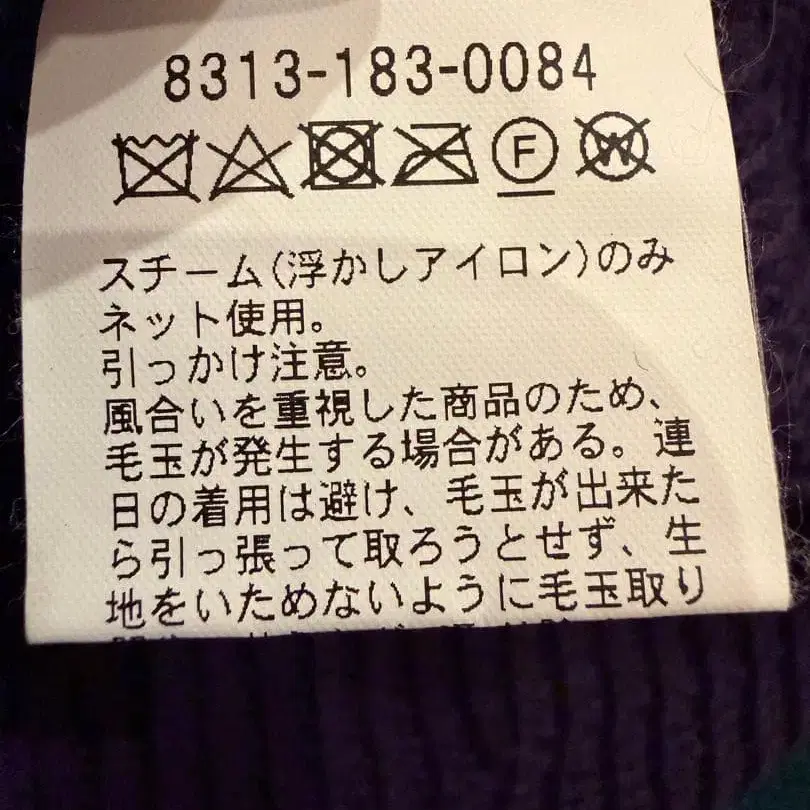 8313-183-0084
F
W
スチーム(浮かしアイロン)のみ
ネット使用。
引っかけ注意。
風合いを重視した商品のため、
毛玉が発生する場合がある。連
日の着用は避け、毛玉が出来た
ら引っ張って取ろうとせず、生
地をいためないように毛玉取り